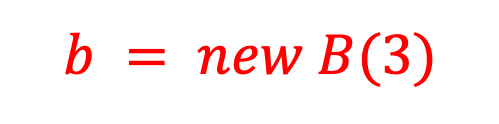 b = new B(3)